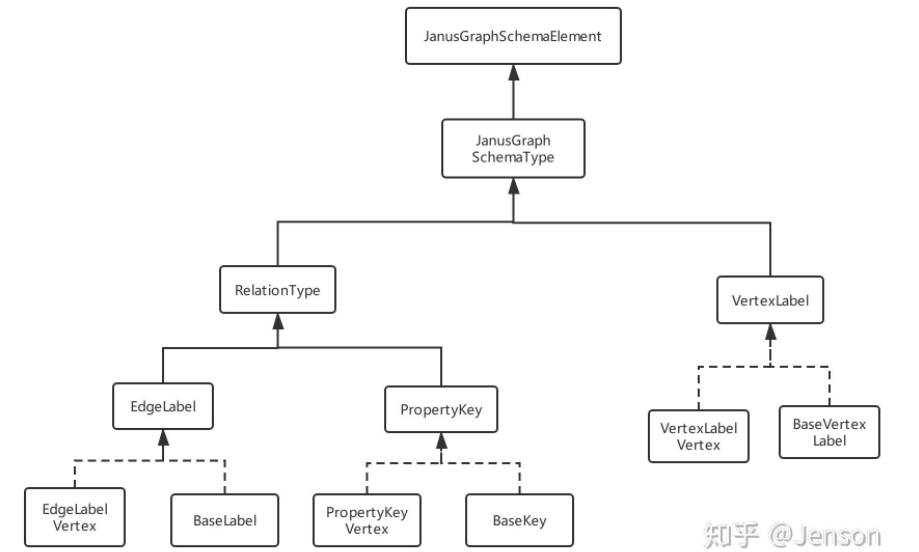 JanusGraphSchemaElement
JanusGraph
SchemaType
RelationType
VertexLabel
EdgeLabel
PropertyKey
VertexLabel
Vertex
BaseVertex
Label
EdgeLabel
Vertex
BaseLabel
PropertyKey
Vertex
BaseKey
知乎 @Jenson